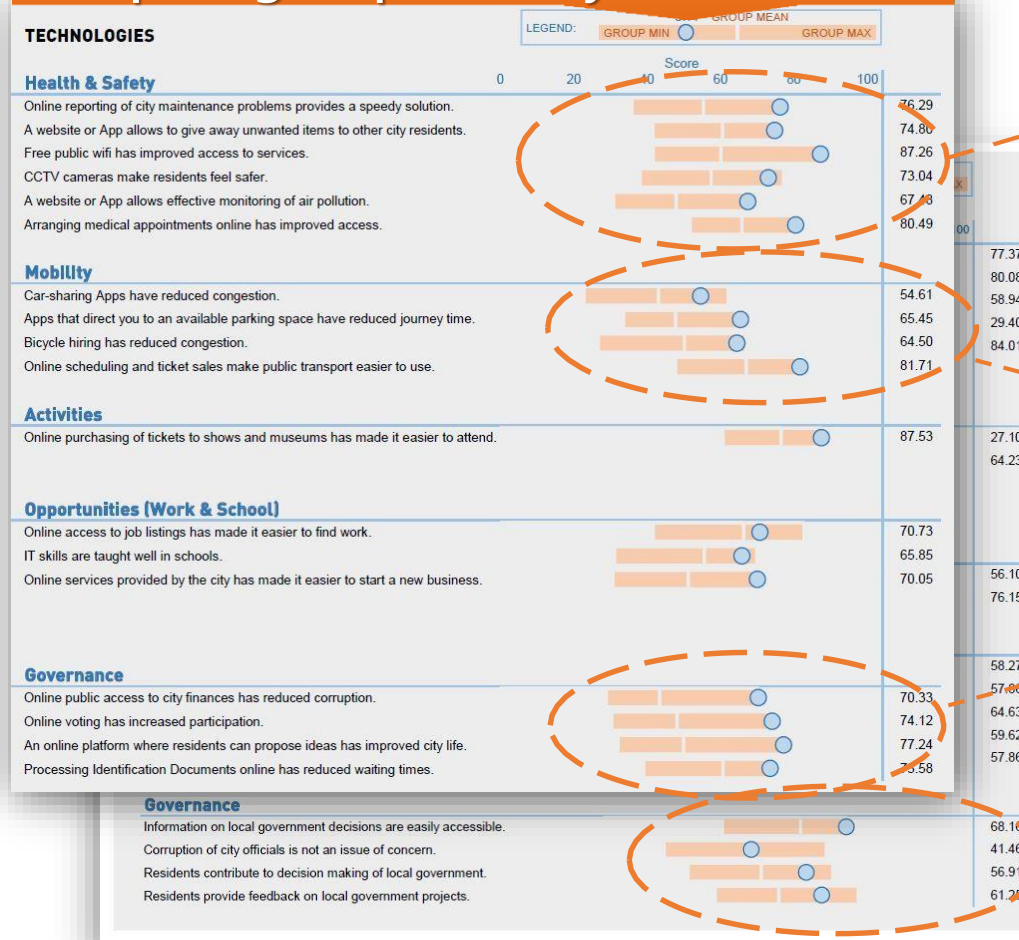 TECHNOLOGIES
LEGEND: GROUP MIN GROUP MEAN GROUP MAX
Score
Health & Safety 0 20 40 60 80 100
Online reporting of city maintenance problems provides a speedy solution. 76.29
A website or App allows to give away unwanted items to other city residents. 74.80
Free public wifi has improved access to services. 87.26
CCTV cameras make residents feel safer. 73.04
A website or App allows effective monitoring of air pollution.
Arranging medical appointments online has improved access. 80.49
Mobility
Car-sharing Apps have reduced congestion. 54.61
Apps that direct you to an available parking space have reduced journey time. 65.45
Bicycle hiring has reduced congestion. 64.50
Online scheduling and ticket sales make public transport easier to use. 81.71
Activities
Online purchasing of tickets to shows and museums has made it easier to attend. 87.53
Opportunities (Work & School)
Online access to job listings has made it easier to find work. 70.73
IT skills are taught well in schools. 65.85
Online services provided by the city has made it easier to start a new business. 70.05
Governance
Online public access to city finances has reduced corruption. 70.33
Online voting has increased participation. 74.12
An online platform where residents can propose ideas has improved city life. 77.24
Processing Identification Documents online has reduced waiting times.
00
77.37
80.08
58.94
29.40
84.01
27.10
64.23
56.10
76.15
58.27
64.63
59.62
57.86
Governance
Information on local government decisions are easily accessible. 68.16
Corruption of city officials is not an issue of concern. 41.46
Residents contribute to decision making of local government. 56.91
Residents provide feedback on local government projects.